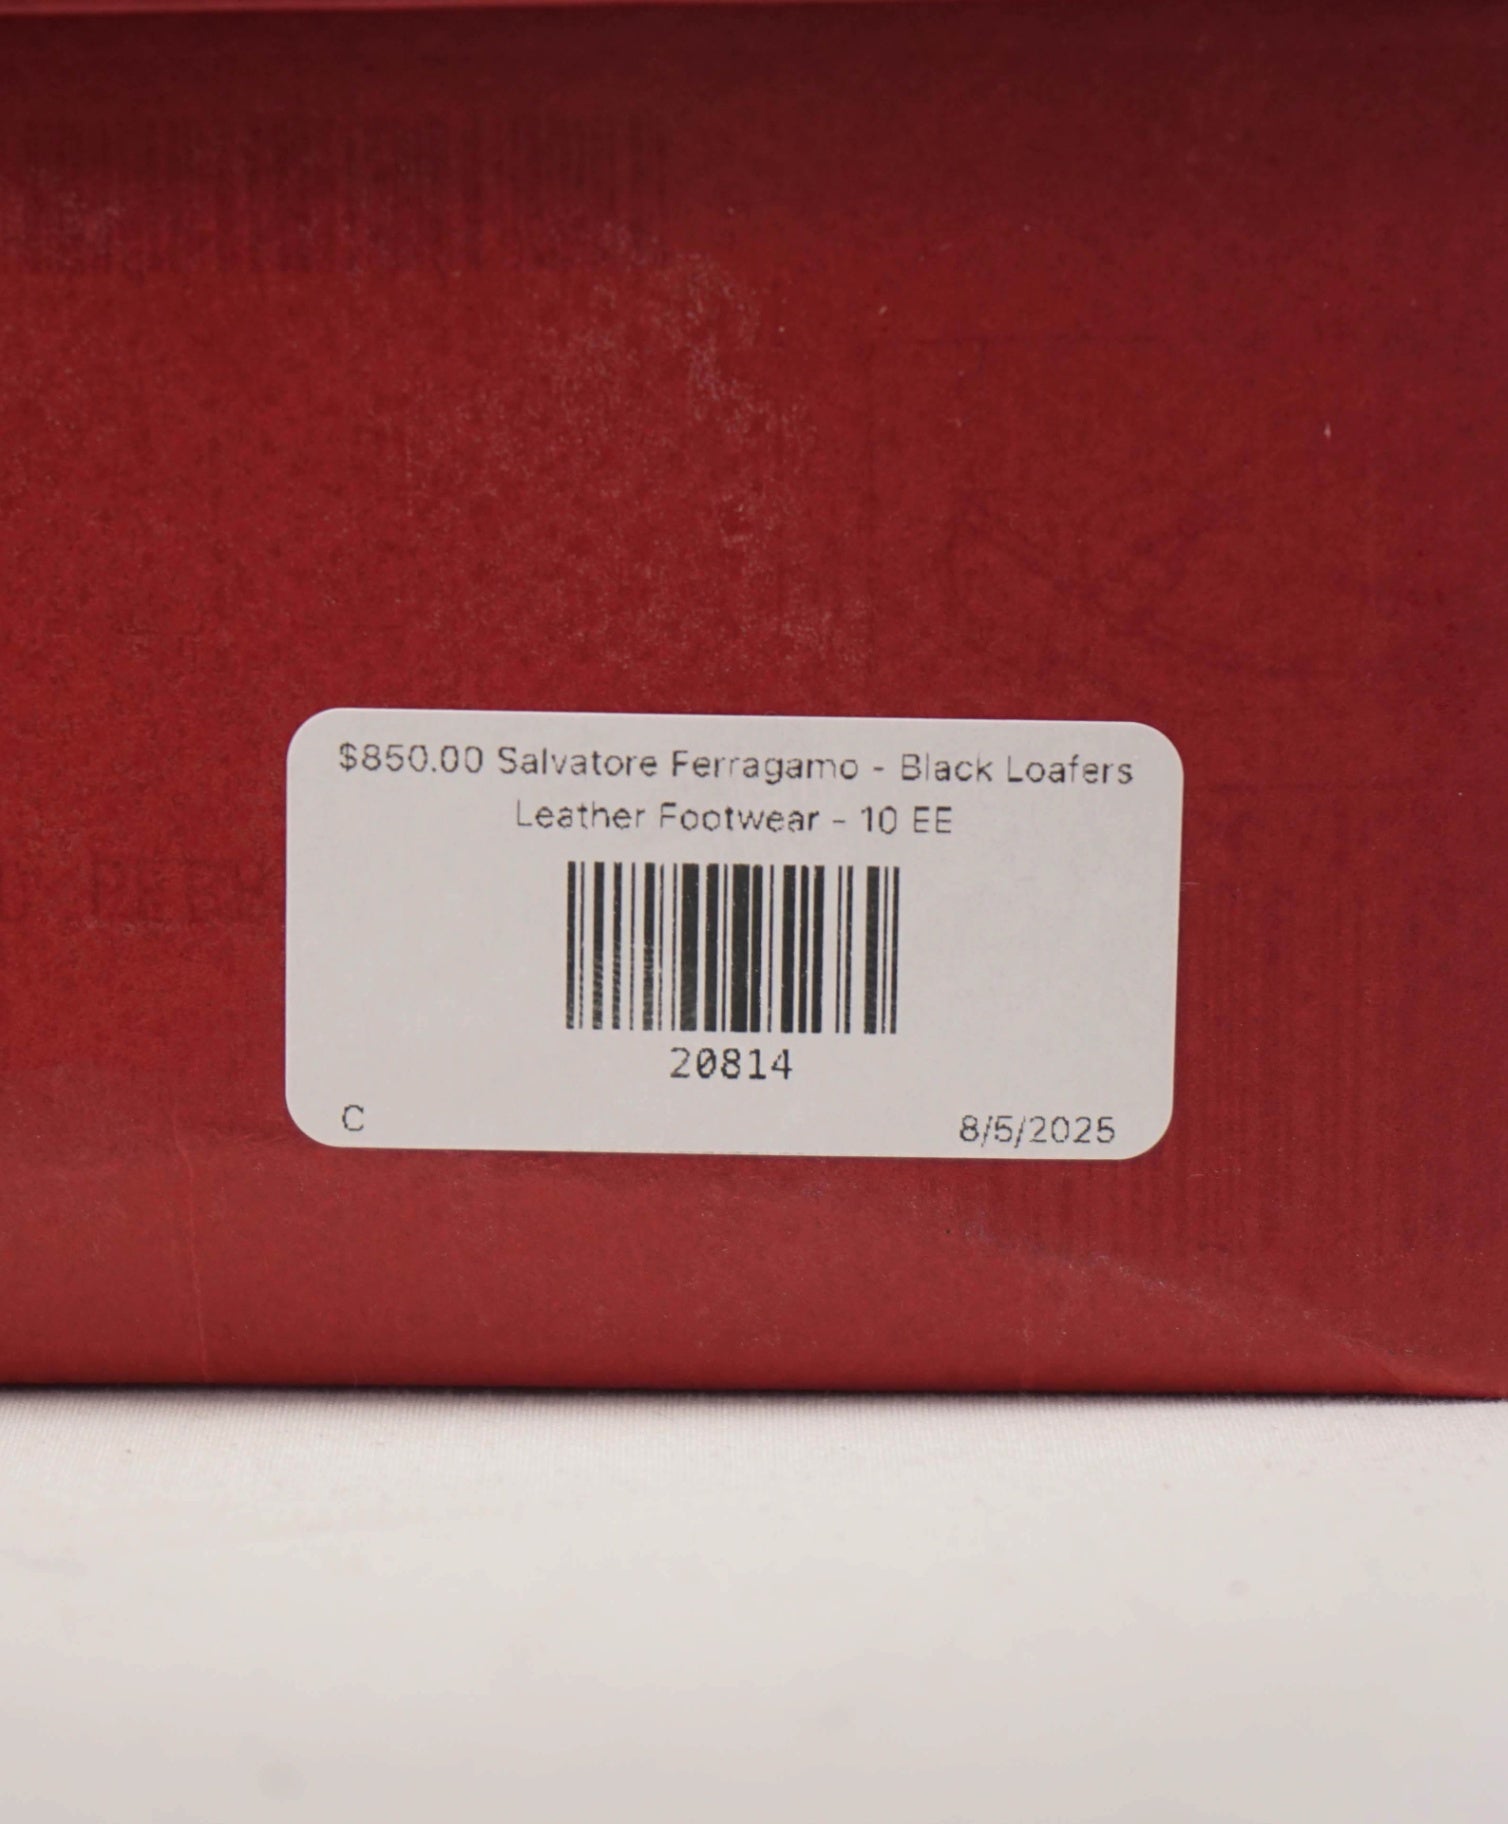 $850.00 Salvatore Ferragamo - Black Loafers
Leather Footwear - 10 EE
20814
C
8/5/2025